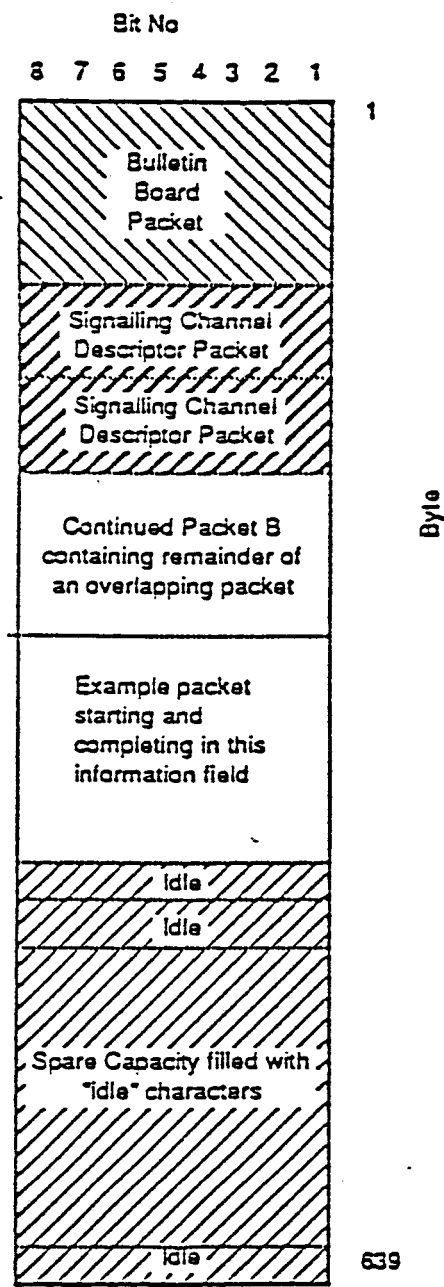 Bit No
8 7 6 5 4 3 2 1
1
Bulletin
Board
Packet
Signalling Channel
Descriptor Packet
Signalling Channel
Descriptor Packet
Byte
Continued Packet B
containing remainder of
an overlapping packet
Example packet
starting and
completing in this
information field
Idle
Idle
Spare Capacity filled with
"idle" characters
Idle
639